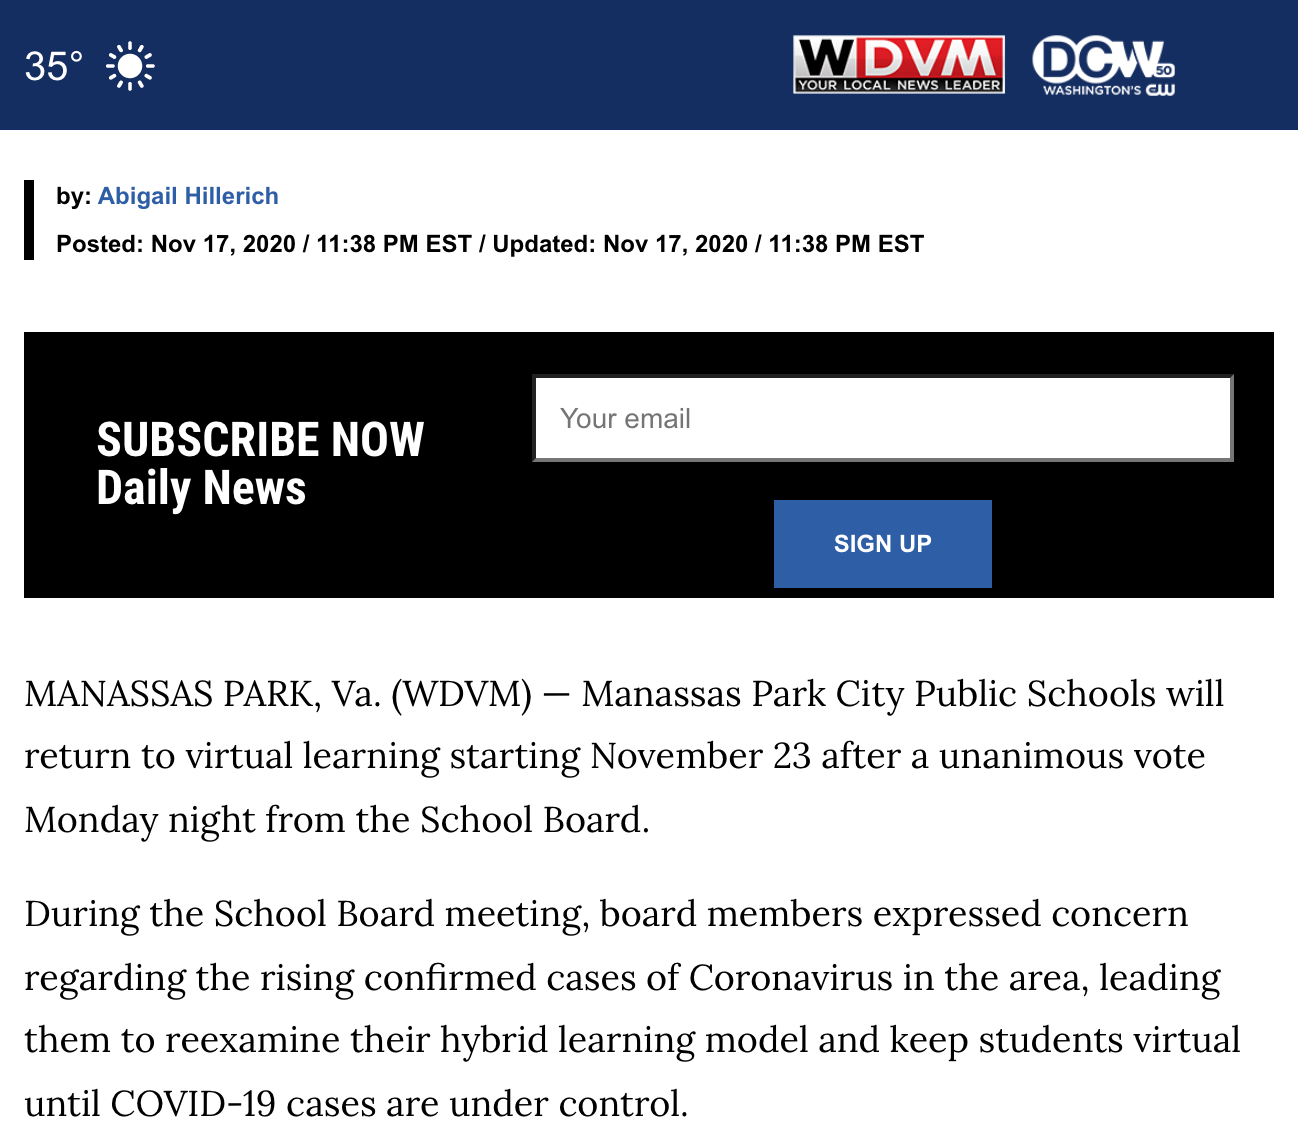 35°
WDVM
YOUR LOCAL NEWS LEADER
DCW 50
WASHINGTON'S CW
by: Abigail Hillerich
Posted: Nov 17, 2020 / 11:38 PM EST / Updated: Nov 17, 2020 / 11:38 PM EST
SUBSCRIBE NOW
Daily News
Your email
SIGN UP
MANASSAS PARK, Va. (WDVM) — Manassas Park City Public Schools will
return to virtual learning starting November 23 after a unanimous vote
Monday night from the School Board.
During the School Board meeting, board members expressed concern
regarding the rising confirmed cases of Coronavirus in the area, leading
them to reexamine their hybrid learning model and keep students virtual
until COVID-19 cases are under control.